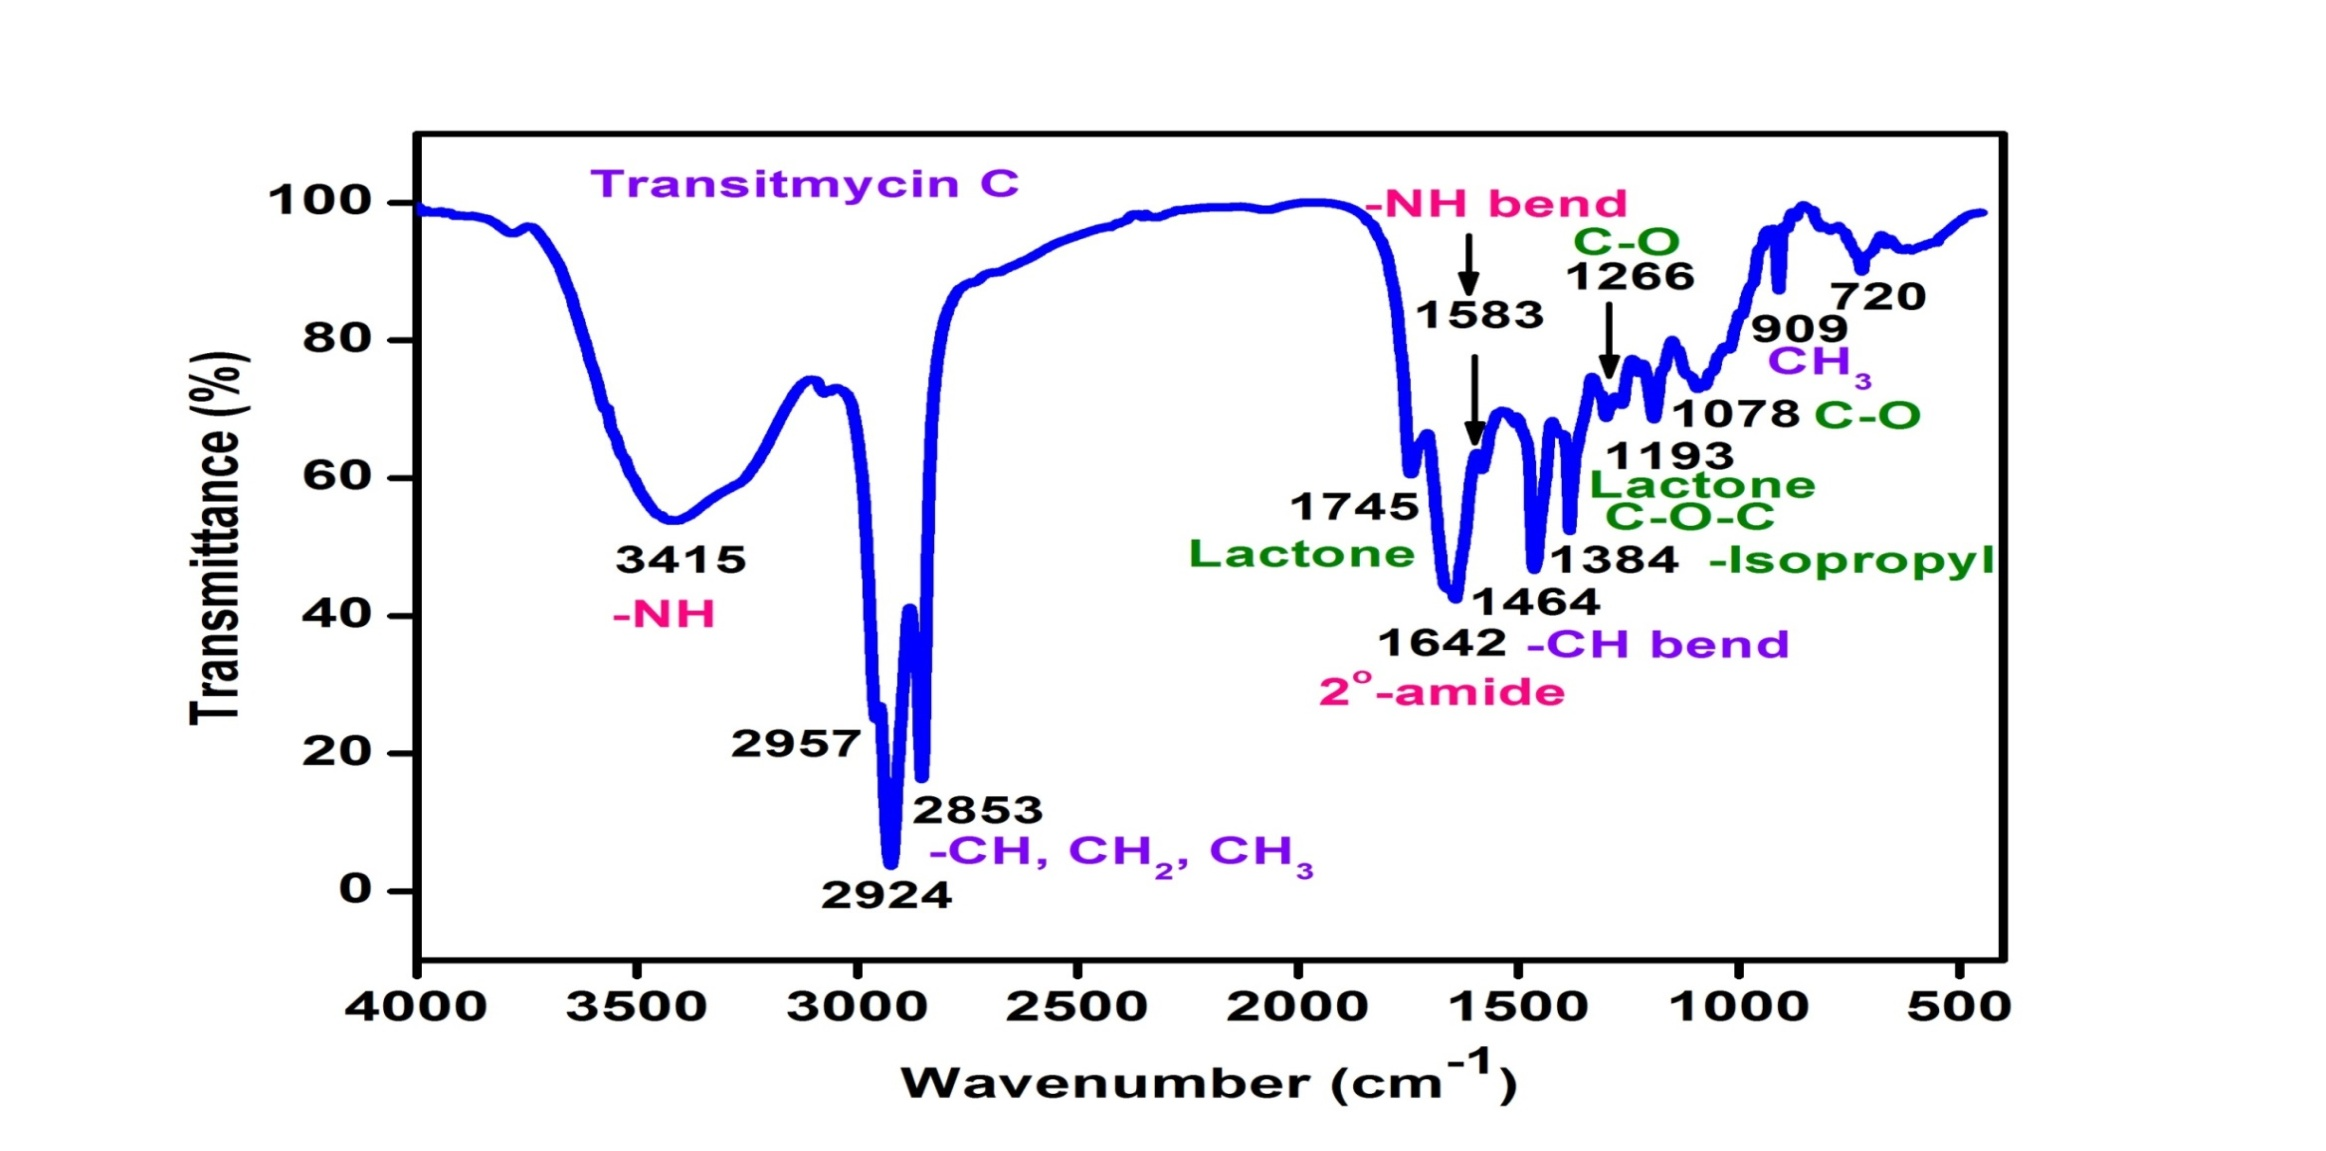 Transitmycin C
-NH bend
C-O
1266
1583
100
80
60
40
20
0
Transmittance (%)
720
909
CH3
1078 C-O
1193
Lactone
C-O-C
1745
Lactone
1384 -Isopropyl
3415
-NH
1464
1642 -CH bend
2o-amide
2957
2853
-CH, CH2, CH3
2924
4000 3500 3000 2500 2000 1500 1000 500
Wavenumber (cm-1)